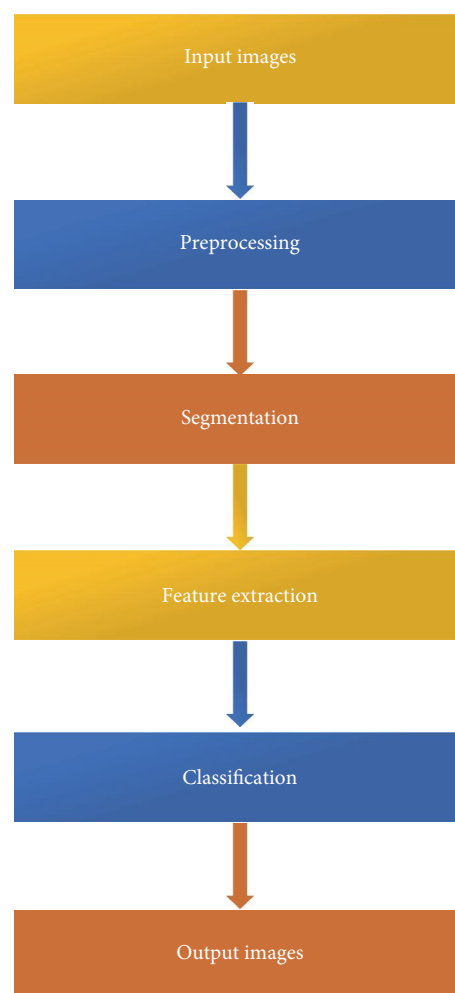 Input images
Preprocessing
Segmentation
Feature extraction
Classification
Output images